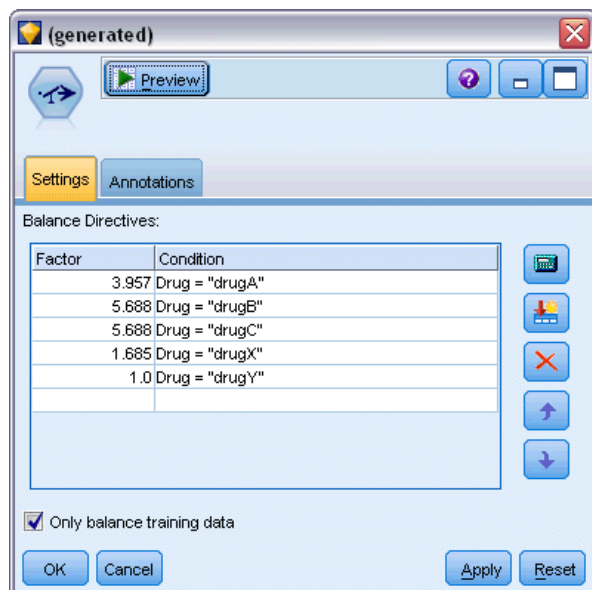 (generated)
Preview
Settings
Annotations
Balance Directives:
Factor Condition
3.957 Drug = "drugA"
5.688 Drug = "drugB"
5.688 Drug = "drugC"
1.685 Drug = "drugX"
1.0 Drug = "drugY"
Only balance training data
OK Cancel Apply Reset